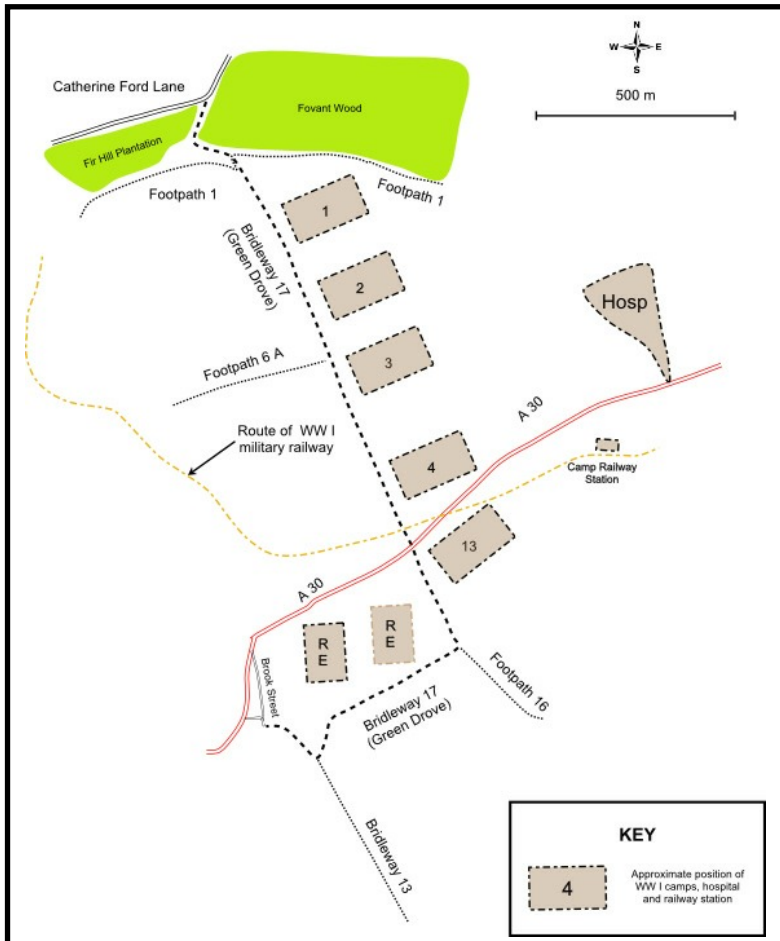 N
W E
S
Catherine Ford Lane
500 m
Fovant Wood
Fir Hill Plantation
Footpath 1
Footpath 1
1
Bridleway 17
(Green Drove)
2
Hosp
3
Footpath 6 A
A 30
Route of WW I
military railway
4
Camp Railway
Station
13
A 30
R
E
R
E
Brook Street
Footpath 16
Bridleway 17
(Green Drove)
Bridleway 13
KEY
4
Approximate position of
WW I camps, hospital
and railway station